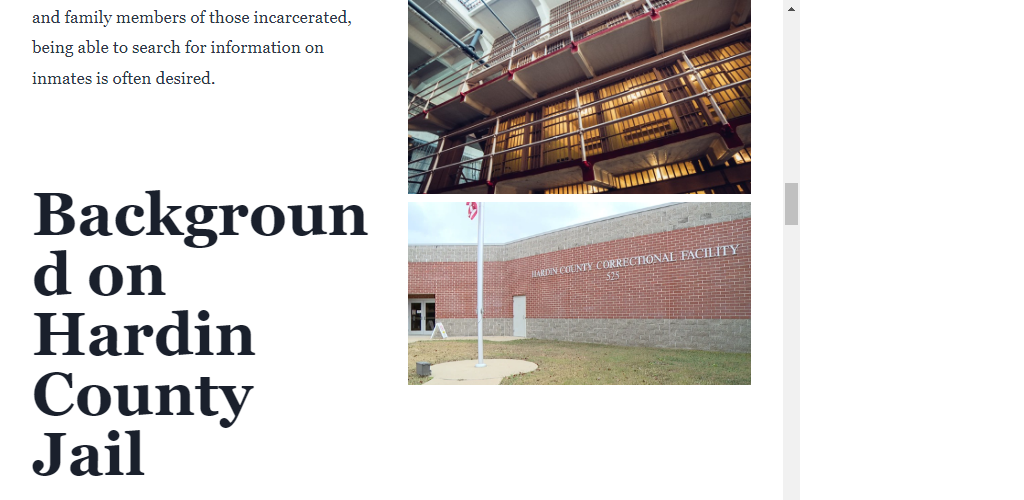 and family members of those incarcerated,
being able to search for information on
inmates is often desired.
Backgroun
d on
Hardin
County
Jail
HARDIN COUNTY CORRECTIONAL FACILITY
525